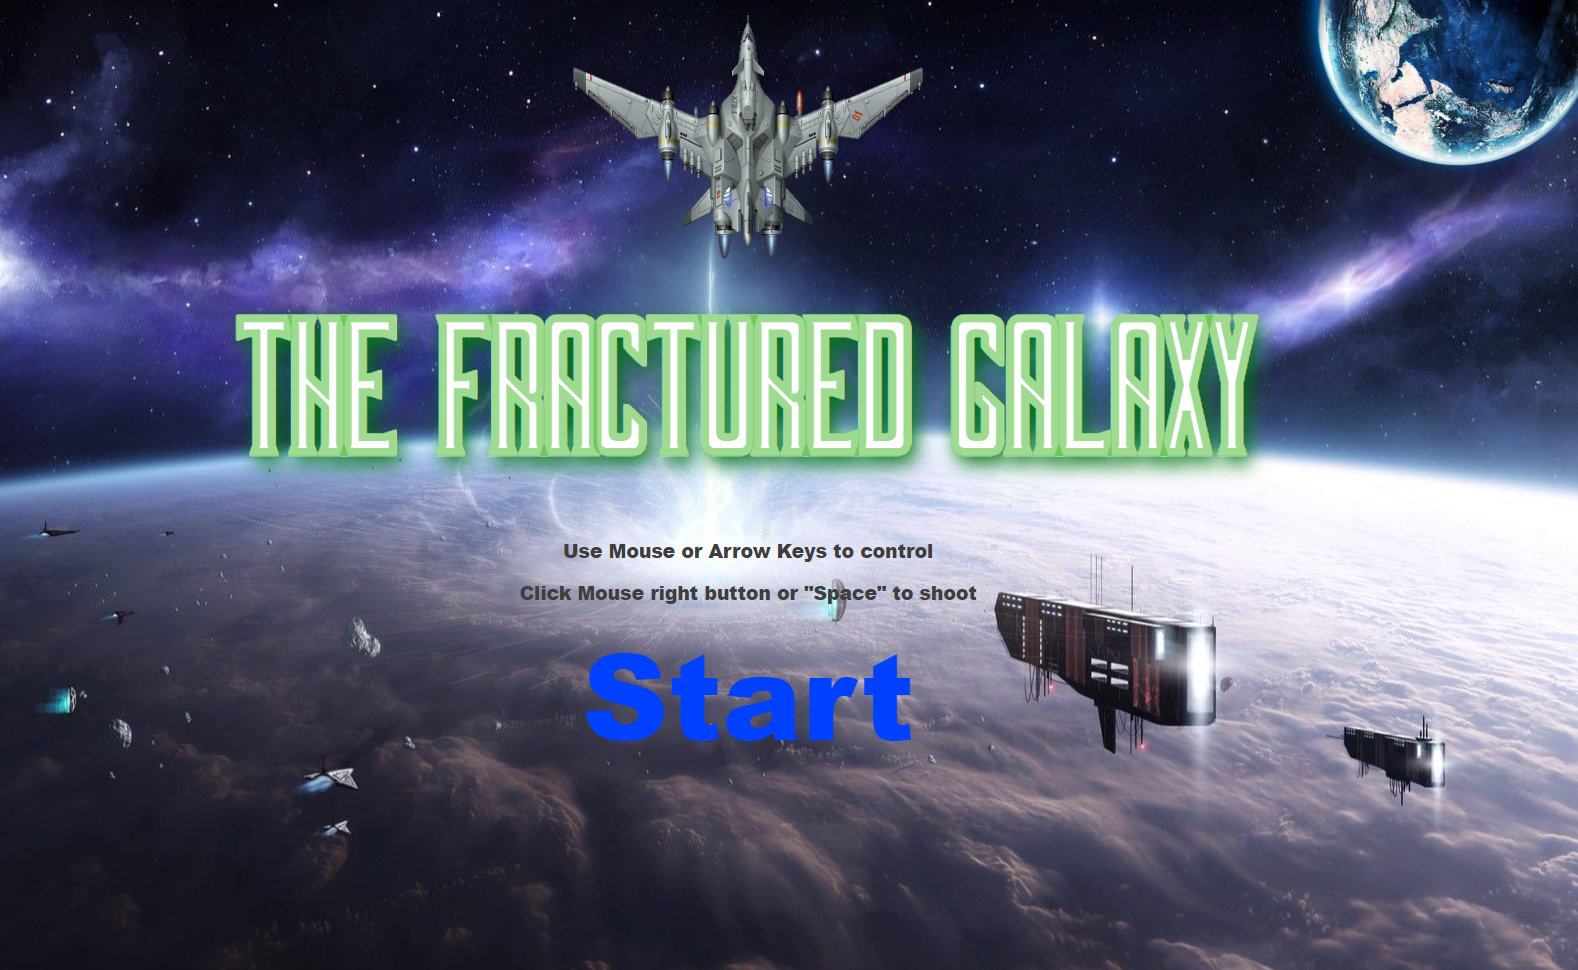 01
THE FRACTURED GALAXY
Use Mouse or Arrow Keys to control
Click Mouse right button or "Space" to shoot
Start